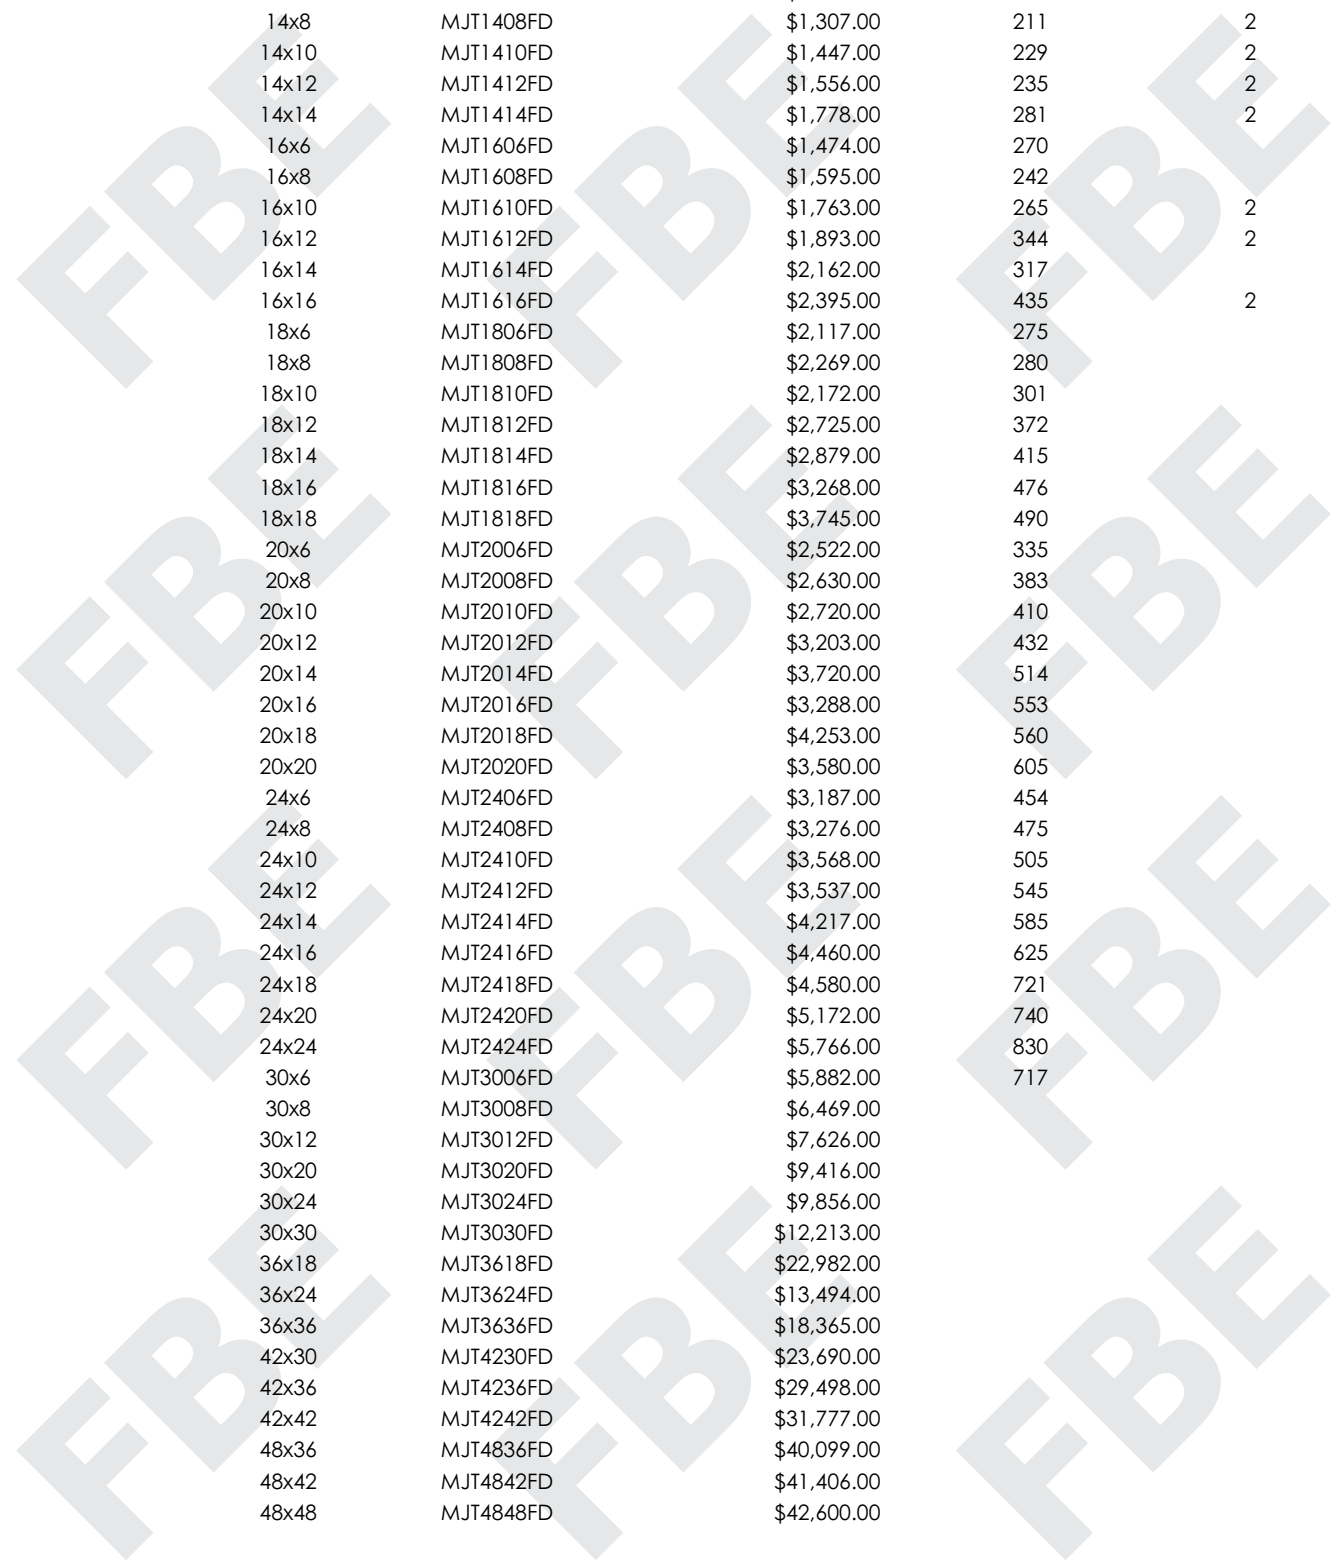 14x8 MJT1408FD $1,307.00 211 2
14x10 MJT1410FD $1,447.00 229 2
14x12 MJT1412FD $1,556.00 235 2
14x14 MJT1414FD $1,778.00 281 2
16x6 MJT1606FD $1,474.00 270
16x8 MJT1608FD $1,595.00 242
16x10 MJT1610FD $1,763.00 265 2
16x12 MJT1612FD $1,893.00 344 2
16x14 MJT1614FD $2,162.00 317
16x16 MJT1616FD $2,395.00 435 2
18x6 MJT1806FD $2,117.00 275
18x8 MJT1808FD $2,269.00 280
18x10 MJT1810FD $2,172.00 301
18x12 MJT1812FD $2,725.00 372
18x14 MJT1814FD $2,879.00 415
18x16 MJT1816FD $3,268.00 476
18x18 MJT1818FD $3,745.00 490
20x6 MJT2006FD $2,522.00 335
20x8 MJT2008FD $2,630.00 383
20x10 MJT2010FD $2,720.00 410
20x12 MJT2012FD $3,203.00 432
20x14 MJT2014FD $3,720.00 514
20x16 MJT2016FD $3,288.00 553
20x18 MJT2018FD $4,253.00 560
20x20 MJT2020FD $3,580.00 605
24x6 MJT2406FD $3,187.00 454
24x8 MJT2408FD $3,276.00 475
24x10 MJT2410FD $3,568.00 505
24x12 MJT2412FD $3,537.00 545
24x14 MJT2414FD $4,217.00 585
24x16 MJT2416FD $4,460.00 625
24x18 MJT2418FD $4,580.00 721
24x20 MJT2420FD $5,172.00 740
24x24 MJT2424FD $5,766.00 830
30x6 MJT3006FD $5,882.00 717
30x8 MJT3008FD $6,469.00
30x12 MJT3012FD $7,626.00
30x20 MJT3020FD $9,416.00
30x24 MJT3024FD $9,856.00
30x30 MJT3030FD $12,213.00
36x18 MJT3618FD $22,982.00
36x24 MJT3624FD $13,494.00
36x36 MJT3636FD $18,365.00
42x30 MJT4230FD $23,690.00
42x36 MJT4236FD $29,498.00
42x42 MJT4242FD $31,777.00
48x36 MJT4836FD $40,099.00
48x42 MJT4842FD $41,406.00
48x48 MJT4848FD $42,600.00
FBE FBE FBE
FBE FBE FBE
FBE FBE FBE
FBE FBE FBE